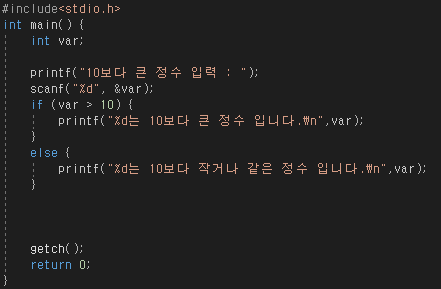 #include<stdio.h>
int main() {
int var;
printf("10보다 큰 정수 입력 : ");
scanf("%d", &var);
if (var > 10) {
printf("%d는 10보다 큰 정수 입니다.₩n",var);
}
else {
printf("%d는 10보다 작거나 같은 정수 입니다.₩n",var);
}
getch();
return 0;
}